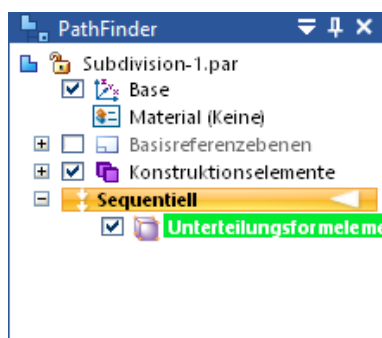 PathFinder
Subdivision-1.par
Base
Material (Keine)
Basisreferenzebenen
Konstruktionselemente
Sequentiell
Unterteilungsformeleme